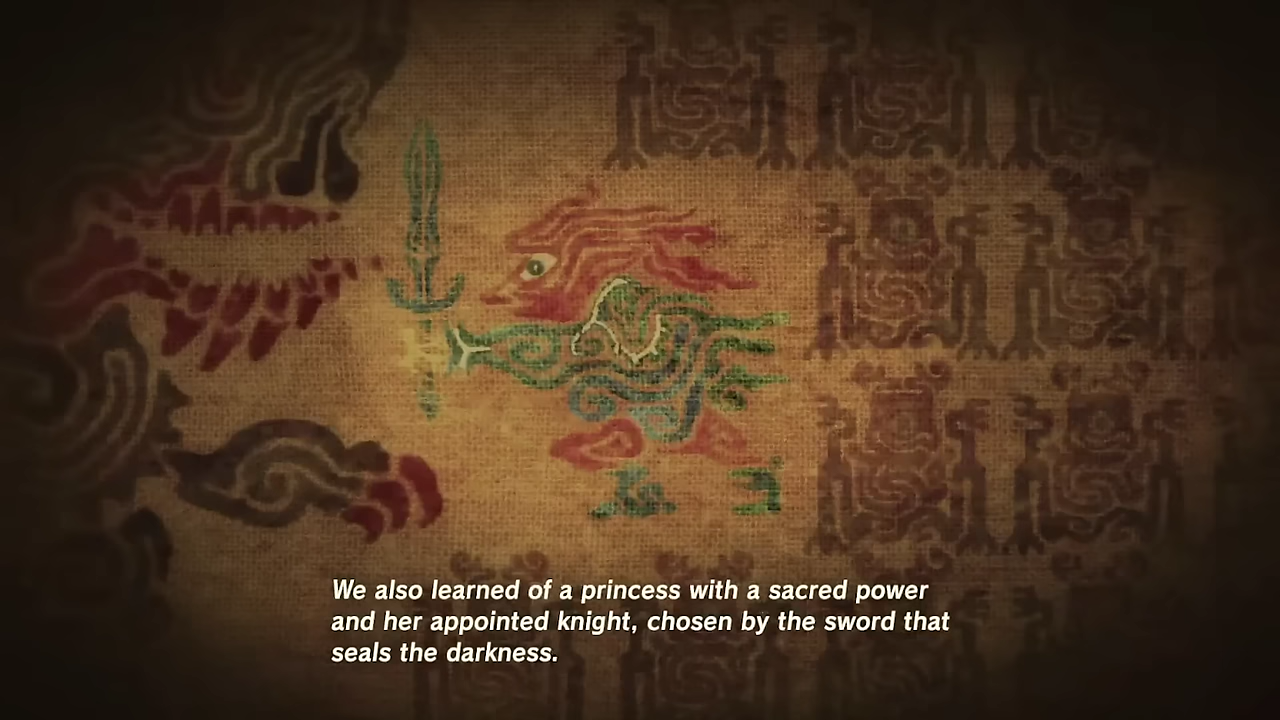 We also learned of a princess with a sacred power
and her appointed knight, chosen by the sword that
seals the darkness.